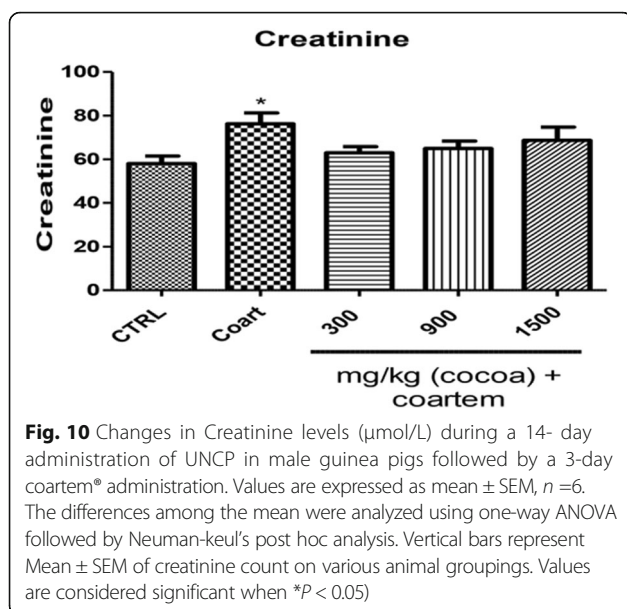 Creatinine
100
80
60
40
20
0
Creatinine
*
CTRL
Coart
300
900
1500
mg/kg (cocoa) +
coartem
Fig. 10 Changes in Creatinine levels (µmol/L) during a 14- day
administration of UNCP in male guinea pigs followed by a 3-day
coartem® administration. Values are expressed as mean ± SEM, n =6.
The differences among the mean were analyzed using one-way ANOVA
followed by Neuman-keul's post hoc analysis. Vertical bars represent
Mean ± SEM of creatinine count on various animal groupings. Values
are considered significant when *P < 0.05)